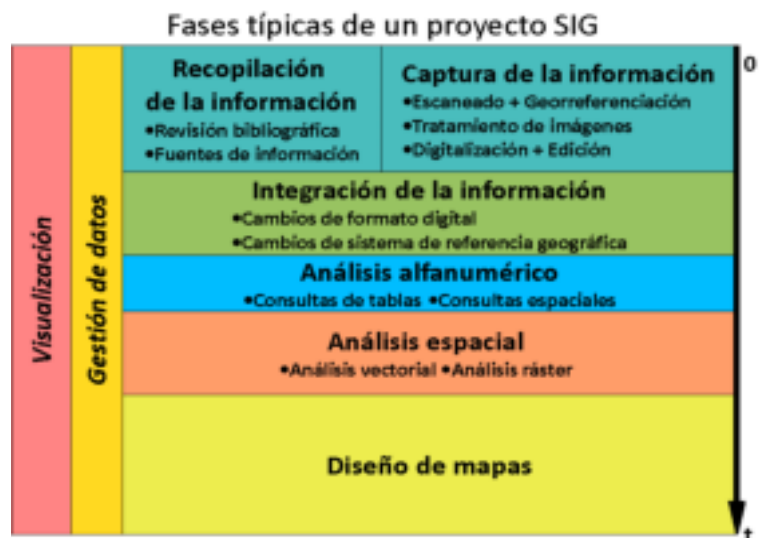 Fases típicas de un proyecto SIG
Visualización
Gestión de datos
Recopilación
de la información
•Revisión bibliográfica
•Fuentes de información
Captura de la información
•Escaneado + Georreferenciación
•Tratamiento de imágenes
•Digitalización + Edición
Integración de la información
•Cambios de formato digital
•Cambios de sistema de referencia geográfica
Análisis alfanumérico
•Consultas de tablas •Consultas espaciales
Análisis espacial
•Análisis vectorial •Análisis ráster
Diseño de mapas
0
t